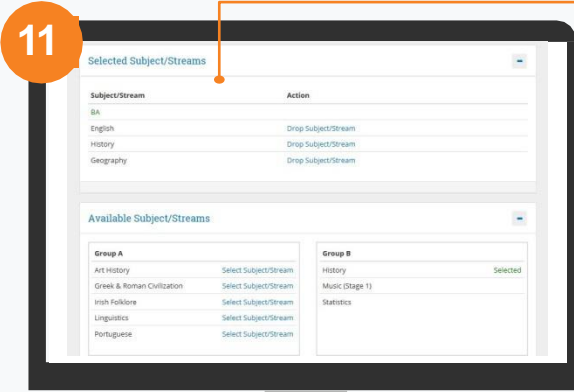 11
Selected Subject/Streams
-
Subject/Stream Action
BA
English Drop Subject/Stream
History Drop Subject/Stream
Geography Drop Subject/Stream
Available Subject/Streams
-
Group A
Art History Select Subject/Stream
Greek & Roman Civilization Select Subject/Stream
Irish Folklore Select Subject/Stream
Linguistics Select Subject/Stream
Portuguese Select Subject/Stream
Group B
History Selected
Music (Stage 1)
Statistics